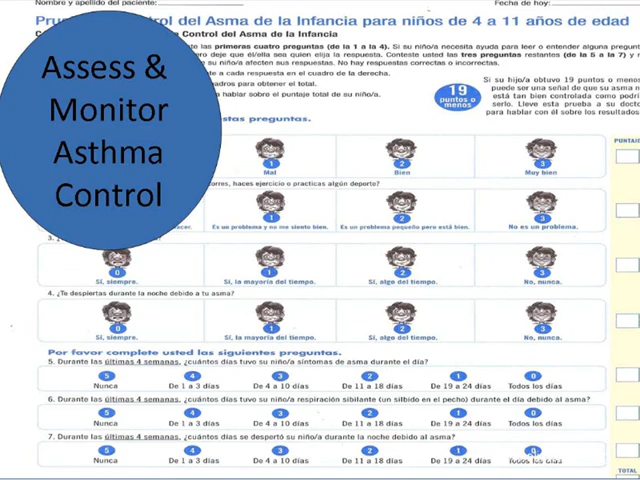 Nombre y apellido del paciente:
Fecha de hoy:
Assess &
Monitor
Asthma
Control
trol del Asma de la Infancia para niños de 4 a 11 años de edad
Control del Asma de la Infancia
te las primeras cuatro preguntas (de la 1 a la 4). Si su niño/a necesita ayuda para leer o entender alguna pregunt
pero deje que él/ella sea quien elija la respuesta. Conteste usted las tres preguntas restantes (de la 5 a la 7) y
su niño/a afecten sus respuestas. No hay respuestas correctas o incorrectas.
de a cada respuesta en el cuadro de la derecha.
adros para obtener el total.
hablar sobre el puntaje total de su niño/a.
19
puntos o
menos
Si su hijo/a obtuvo 19 puntos o menos
puede ser una señal de que su asma n
está tan bien controlada como podrí
serlo. Lleve esta prueba a su doct
para hablar con él sobre los resultados
stas preguntas.
PUNTAJE
1 2 3
Mal Bien Muy bien
orres, haces ejercicio o practicas algún deporte?
1 2 3
acer. Es un problema y no me siento bien. Es un problema pequeño pero está bien. No es un problema.
3. ¿
0 1 2 3
Sí, siempre. Sí, la mayoría del tiempo. Sí, algo del tiempo. No, nunca.
4. ¿Te despiertas durante la noche debido a tu asma?
0 1 2 3
Sí, siempre. Sí, la mayoría del tiempo. Sí, algo del tiempo. No, nunca.
Por favor complete usted las siguientes preguntas.
5. Durante las últimas 4 semanas, ¿cuántos días tuvo su niño/a síntomas de asma durante el día?
5 4 3 2 1 0
Nunca De 1 a 3 días De 4 a 10 días De 11 a 18 días De 19 a 24 días Todos los días
6. Durante las últimas 4 semanas, ¿cuántos días tuvo su niño/a respiración sibilante (un silbido en el pecho) durante el día debido al asma?
5 4 3 2 1 0
Nunca De 1 a 3 días De 4 a 10 días De 11 a 18 días De 19 a 24 días Todos los días
7. Durante las últimas 4 semanas, ¿cuántos días se despertó su niño/a durante la noche debido al asma?
5 4 3 2 1 0
Nunca De 1 a 3 días De 4 a 10 días De 11 a 18 días De 19 a 24 días Todos los días
TOTAL